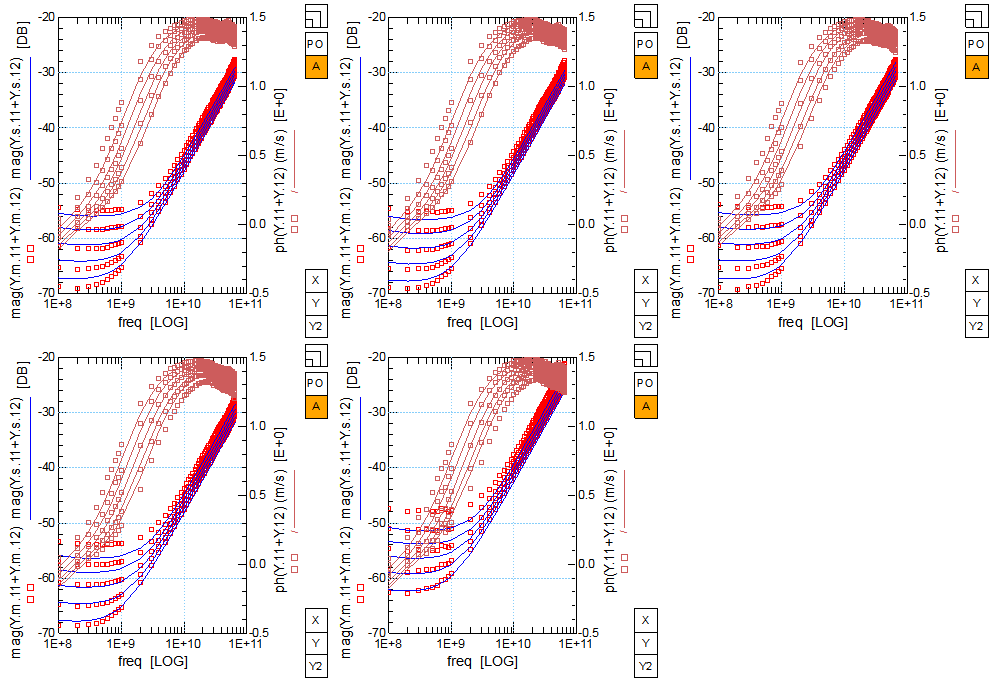 mag(Y.m.11+Y.m.12) mag(Y.s.11+Y.s.12) [DB]
-20
-30
-40
-50
-60
-70
1E+8 1E+9 1E+10 1E+11
freq [LOG]
1.5
1.0
0.5
0.0
-0.5
ph(Y.11+Y.12) (m/s) [E+0]
PO
A
X
Y
Y2
mag(Y.m.11+Y.m.12) mag(Y.s.11+Y.s.12) [DB]
-20
-30
-40
-50
-60
-70
1E+8 1E+9 1E+10 1E+11
freq [LOG]
1.5
1.0
0.5
0.0
-0.5
ph(Y.11+Y.12) (m/s) [E+0]
PO
A
X
Y
Y2
mag(Y.m.11+Y.m.12) mag(Y.s.11+Y.s.12) [DB]
-20
-30
-40
-50
-60
-70
1E+8 1E+9 1E+10 1E+11
freq [LOG]
1.5
1.0
0.5
0.0
-0.5
ph(Y.11+Y.12) (m/s) [E+0]
PO
A
X
Y
Y2
mag(Y.m.11+Y.m.12) mag(Y.s.11+Y.s.12) [DB]
-20
-30
-40
-50
-60
-70
1E+8 1E+9 1E+10 1E+11
freq [LOG]
1.5
1.0
0.5
0.0
-0.5
ph(Y.11+Y.12) (m/s) [E+0]
PO
A
X
Y
Y2
mag(Y.m.11+Y.m.12) mag(Y.s.11+Y.s.12) [DB]
-20
-30
-40
-50
-60
-70
1E+8 1E+9 1E+10 1E+11
freq [LOG]
1.5
1.0
0.5
0.0
-0.5
ph(Y.11+Y.12) (m/s) [E+0]
PO
A
X
Y
Y2